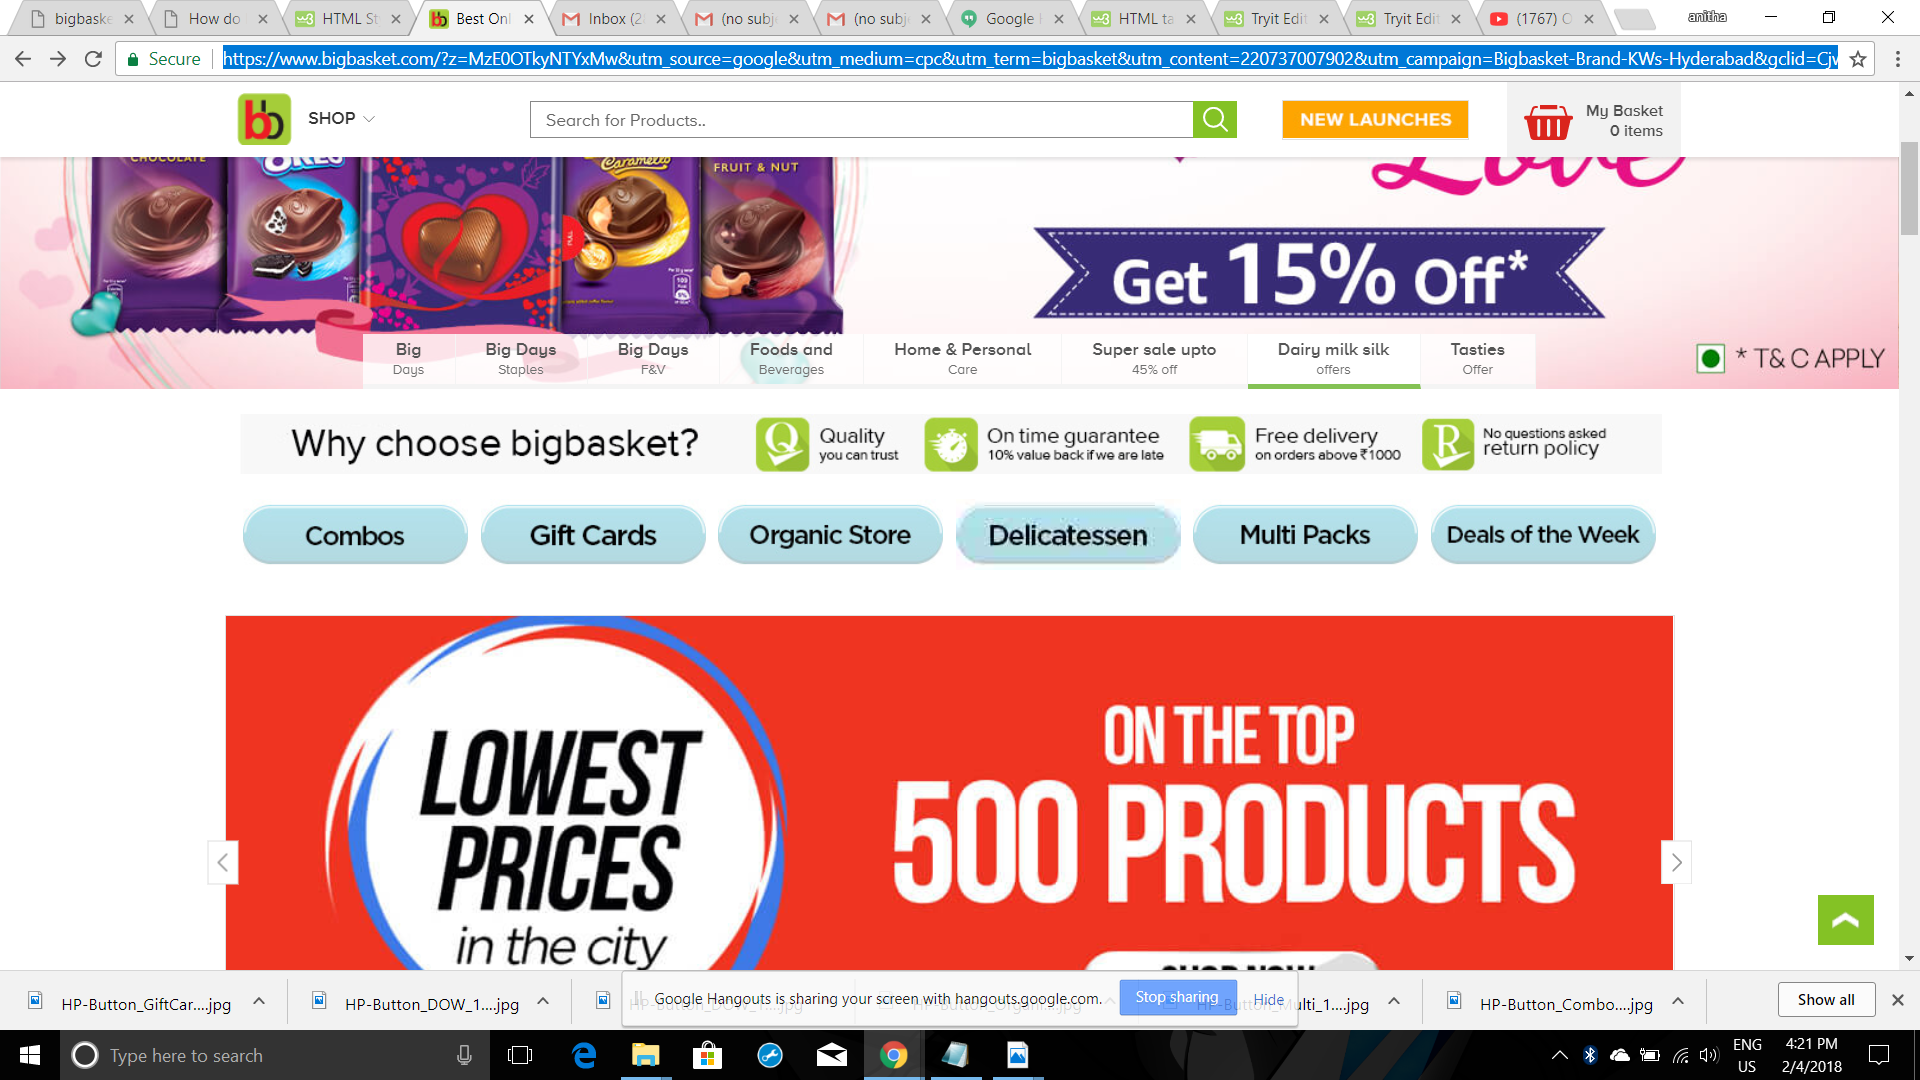 bigbaske
How do
HTML St
Best Onl
Inbox (2
(no subj
(no subj
Google
HTML ta
Tryit Edit
Tryit Edit
(1767)
anitha
Secure
https://www.bigbasket.com/?z=MzE0OTkyNTYxMw&utm_source=google&utm_medium=cpc&utm_term=bigbasket&utm_content=220737007902&utm_campaign=Bigbasket-Brand-KWs-Hyderabad&gclid=Cjw
bb
SHOP
Search for Products..
NEW LAUNCHES
My Basket
0 items
CHOCOLATE
OREO
Caramello
FRUIT & NUT
Love
Get 15% Off*
* T& C APPLY
Big
Days
Big Days
Staples
Big Days
F&V
Foods and
Beverages
Home & Personal
Care
Super sale upto
45% off
Dairy milk silk
offers
Tasties
Offer
Why choose bigbasket?
Quality
you can trust
On time guarantee
10% value back if we are late
Free delivery
on orders above ₹1000
No questions asked
return policy
Combos
Gift Cards
Organic Store
Delicatessen
Multi Packs
Deals of the Week
LOWEST
PRICES
in the city
ON THE TOP
500 PRODUCTS
SHOP NOW
HP-Button_GiftCar....jpg
HP-Button_DOW_1....jpg
HP-Button_DOW_1....jpg
HP-Button_Organi....jpg
HP-Button_Multi_1....jpg
HP-Button_Combo....jpg
Show all
Google Hangouts is sharing your screen with hangouts.google.com.
Stop sharing
Hide
Type here to search
ENG
US
4:21 PM
2/4/2018